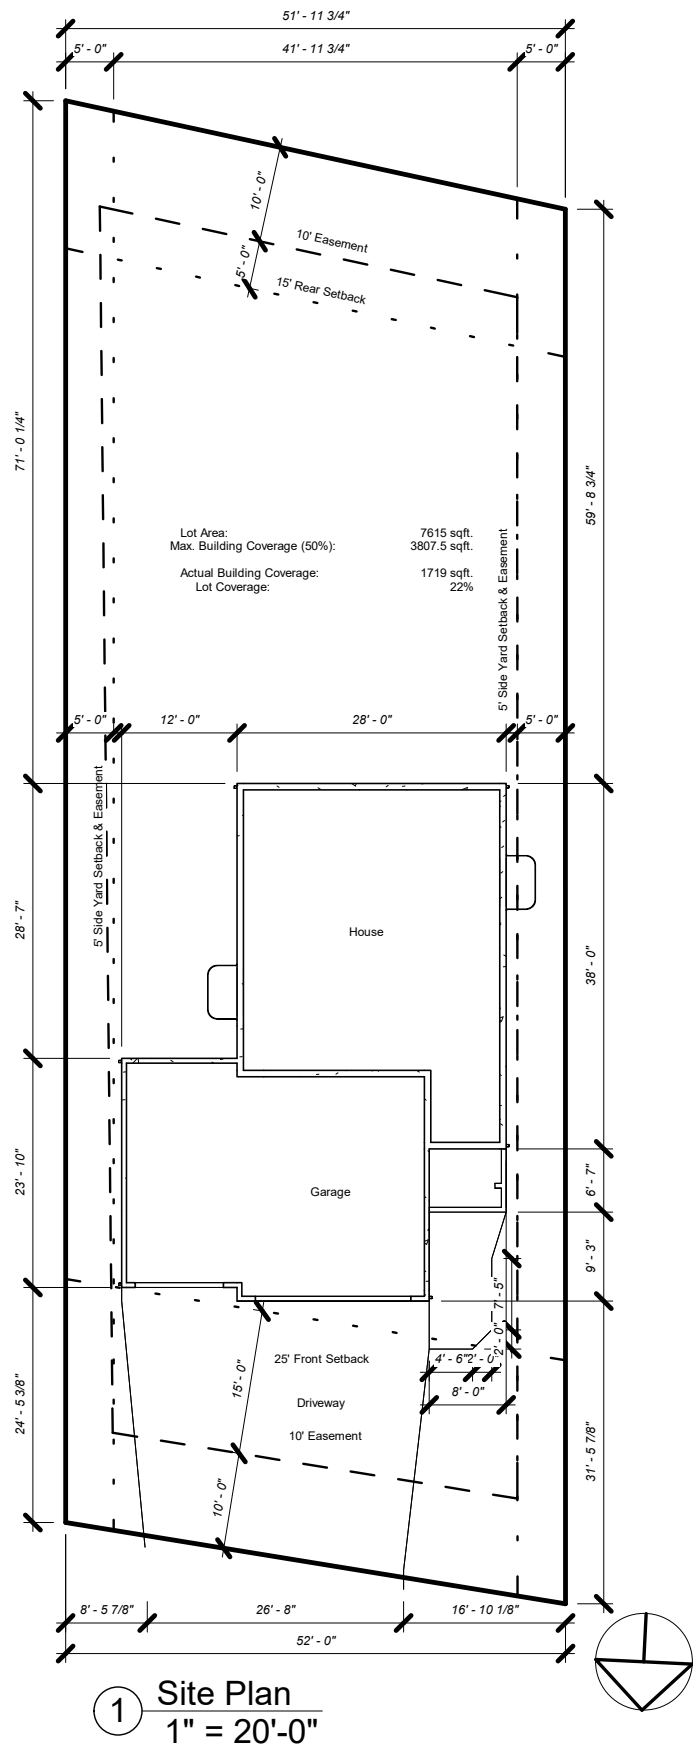 51' - 11 3/4"
5' - 0"
41' - 11 3/4"
5' - 0"
10' - 0"
10' Easement
5' - 0"
15' Rear Setback
71' - 0 1/4"
59' - 8 3/4"
Lot Area: 7615 sqft.
Max. Building Coverage (50%): 3807.5 sqft.
Actual Building Coverage: 1719 sqft.
Lot Coverage: 22%
5' Side Yard Setback & Easement
5' - 0"
12' - 0"
28' - 0"
5' - 0"
5' Side Yard Setback & Easement
28' - 7"
House
38' - 0"
23' - 10"
Garage
6' - 7"
9' - 3"
7' - 5"
2' - 0"
25' Front Setback
4' - 6"
2' - 0"
8' - 0"
15' - 0"
Driveway
24' - 5 3/8"
10' Easement
31' - 5 7/8"
10' - 0"
8' - 5 7/8"
26' - 8"
16' - 10 1/8"
52' - 0"
1
Site Plan
1" = 20'-0"